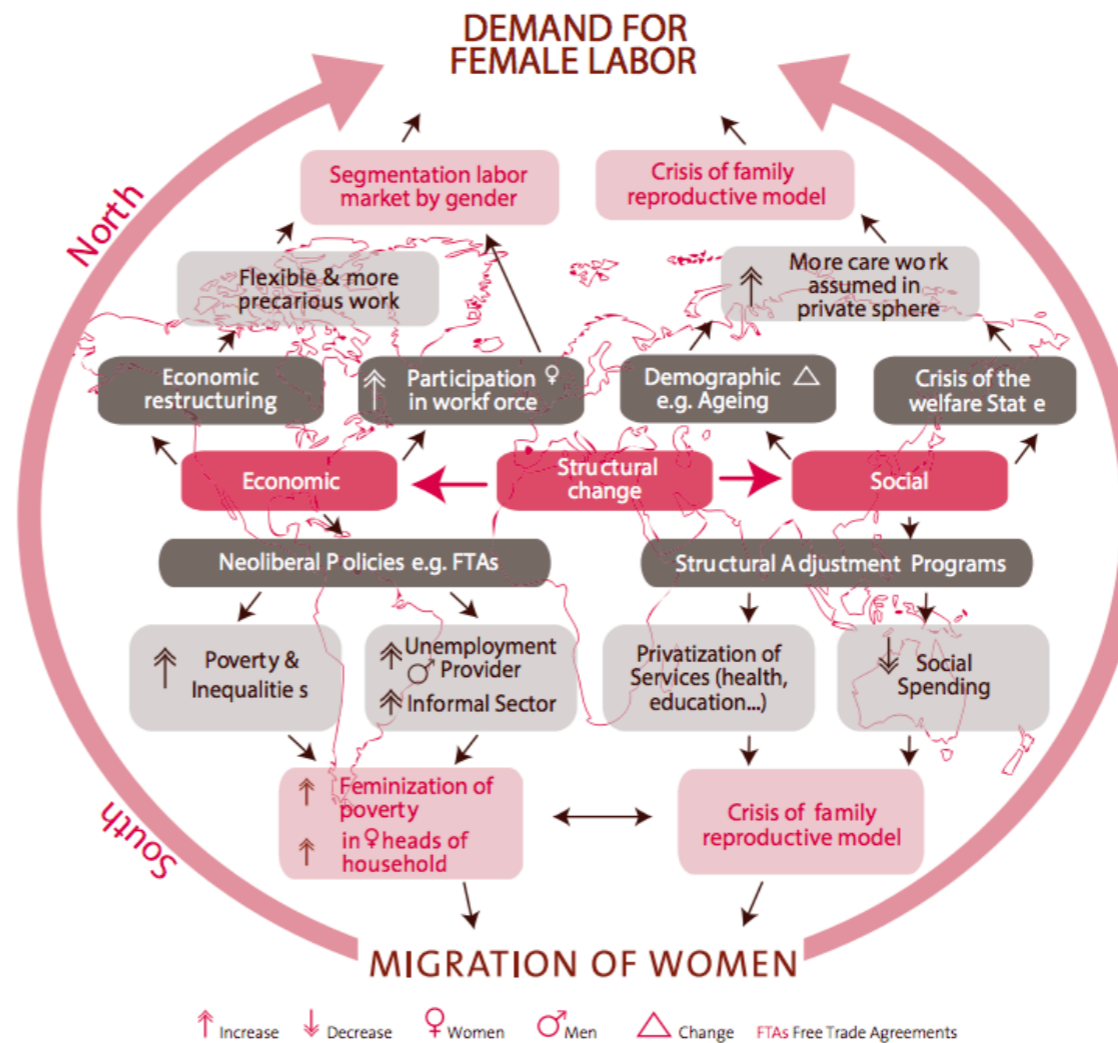 DEMAND FOR
FEMALE LABOR
North
Segmentation labor
market by gender
Crisis of family
reproductive model
Flexible & more
precarious work
More care work
assumed in
private sphere
Economic
restructuring
Participation ♀
in workforce
Demographic △
e.g. Ageing
Crisis of the
welfare Stat e
Economic
Structural
change
Social
Neoliberal Policies e.g. FTAs
Structural Adjustment Programs
Poverty &
Inequalitie s
Unemployment
♂ Provider
Informal Sector
Privatization of
Services (health,
education...)
Social
Spending
South
Feminization of
poverty
in ♀ heads of
household
Crisis of family
reproductive model
MIGRATION OF WOMEN
Increase Decrease ♀ Women ♂ Men △ Change FTAs Free Trade Agreements